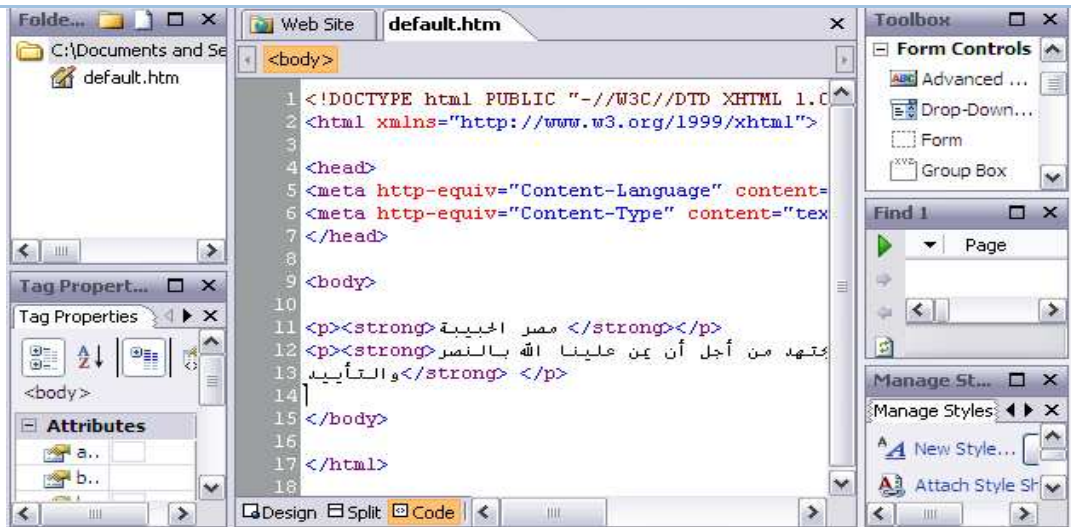 Folde...
C:\Documents and Se
default.htm
Tag Propert...
Tag Properties
<body>
Attributes
a..
b..
Web Site
default.htm
<body>
1 <!DOCTYPE html PUBLIC "-//W3C//DTD XHTML 1.0
2 <html xmlns="http://www.w3.org/1999/xhtml">
3
4 <head>
5 <meta http-equiv="Content-Language" content=
6 <meta http-equiv="Content-Type" content="tex
7 </head>
8
9 <body>
10
11 <p><strong>مصر الحبيبة </strong></p>
12 <p><strong>من أجل أن يمن علينا الله بالنصر
13 والتأييد</strong> </p>
14
15 </body>
16
17 </html>
18
Design Split Code
Toolbox
Form Controls
Advanced ...
Drop-Down...
Form
Group Box
Find 1
Page
Manage St...
Manage Styles
New Style...
Attach Style Sh